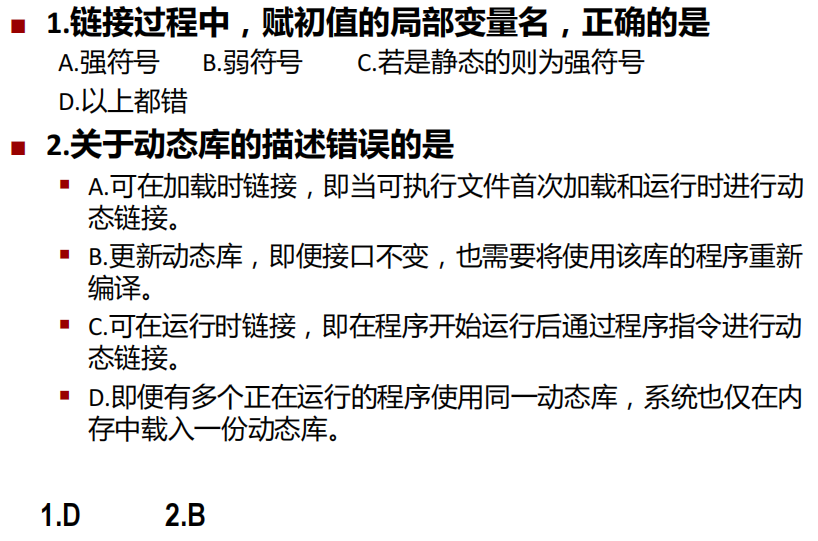 1.链接过程中，赋初值的局部变量名，正确的是
A.强符号 B.弱符号 C.若是静态的则为强符号
D.以上都错
2.关于动态库的描述错误的是
A.可在加载时链接，即当可执行文件首次加载和运行时进行动
态链接。
B.更新动态库，即便接口不变，也需要将使用该库的程序重新
编译。
C.可在运行时链接，即在程序开始运行后通过程序指令进行动
态链接。
D.即便有多个正在运行的程序使用同一动态库，系统也仅在内
存中载入一份动态库。
1.D 2.B